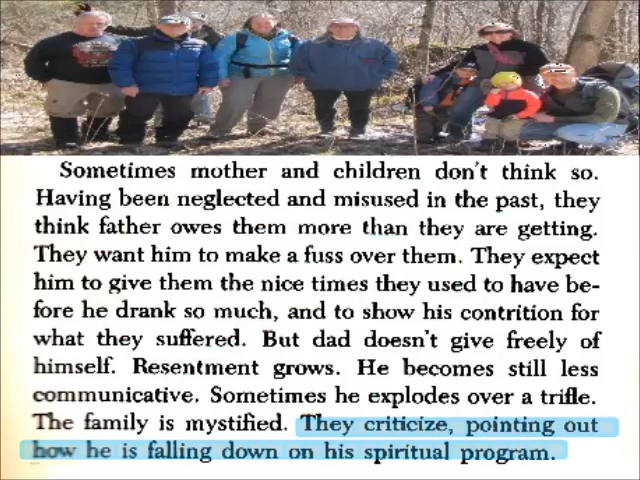 Sometimes mother and children don't think so.
Having been neglected and misused in the past, they
think father owes them more than they are getting.
They want him to make a fuss over them. They expect
him to give them the nice times they used to have be-
fore he drank so much, and to show his contrition for
what they suffered. But dad doesn't give freely of
himself. Resentment grows. He becomes still less
communicative. Sometimes he explodes over a trifle.
The family is mystified. They criticize, pointing out
how he is falling down on his spiritual program.